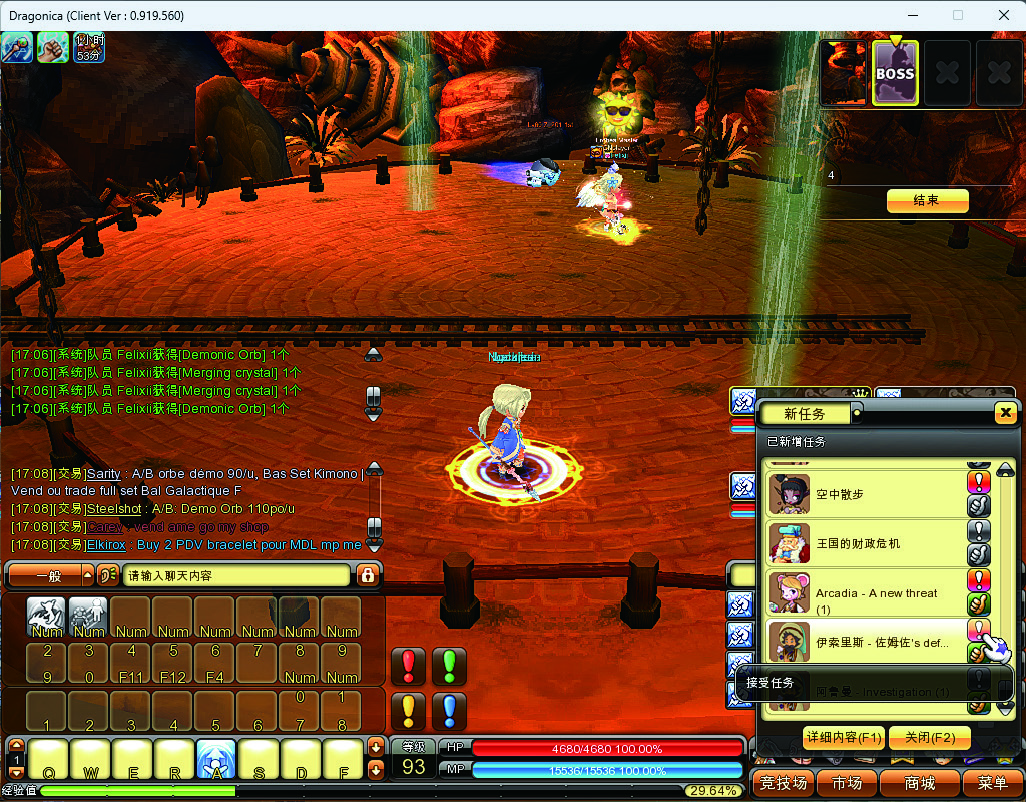 Dragonica (Client Ver : 0.919.560)
1小时
53分
BOSS
4
结束
[17:06][系统]队员 Felixii获得[Demonic Orb] 1个
[17:06][系统]队员 Felixii获得[Merging crystal] 1个
[17:06][系统]队员 Felixii获得[Merging crystal] 1个
[17:06][系统]队员 Felixii获得[Demonic Orb] 1个
[17:08][交易]Sarity : A/B orbe démo 90/u. Bas Set Kimono |
Vend ou trade full set Bal Galactique F
[17:08][交易]Steelshot : A/B: Demo Orb 110po/u
[17:08][交易]Carey : vend ame go my shop
[17:08][交易]Elkirox : Buy 2 PDV bracelet pour MDL mp me
一般
请输入聊天内容
Num Num Num Num Num Num Num Num
2 3 4 5 6 7 8 9
9 0 F11 F12 F4 Num Num
0 1
1 2 3 4 5 6 7 8
1
Q W E R A S D F
等级
93
HP
4680/4680 100.00%
MP
15536/15536 100.00%
经验值
29.64%
新任务
已新增任务
空中散步
王国的财政危机
Arcadia - A new threat
(1)
伊索里斯 - 佐姆佐's def...
接受任务
阿鲁曼 - Investigation (1)
详细内容(F1)
关闭(F2)
竞技场
市场
商城
菜单